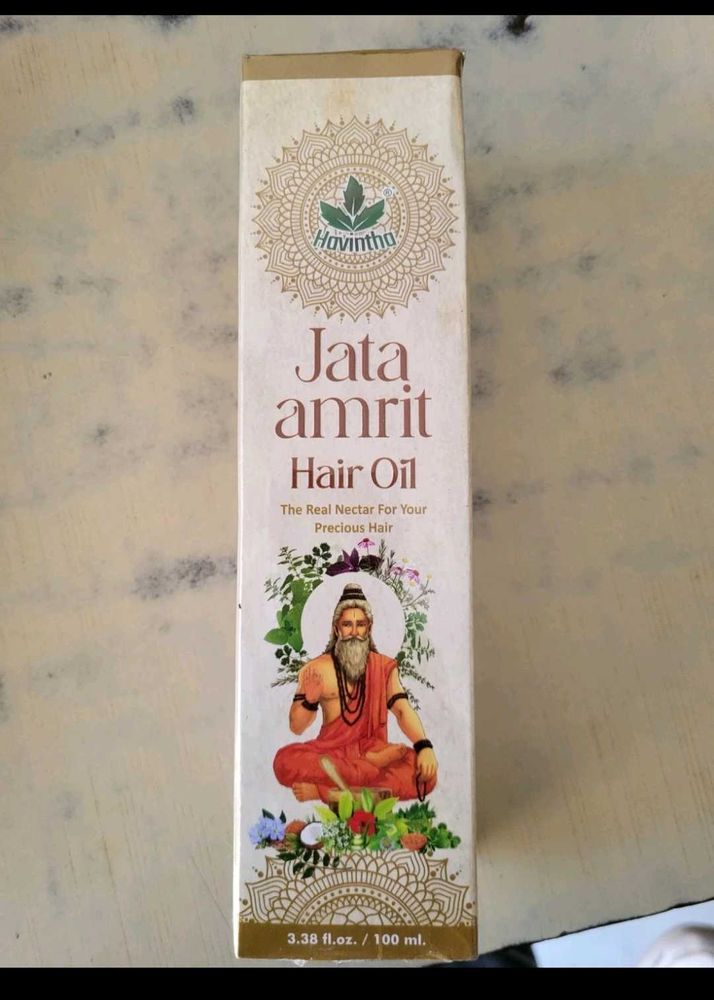 ®
Havintha
Jata
amrit
Hair Oil
The Real Nectar For Your
Precious Hair
3.38 fl.oz. / 100 ml.